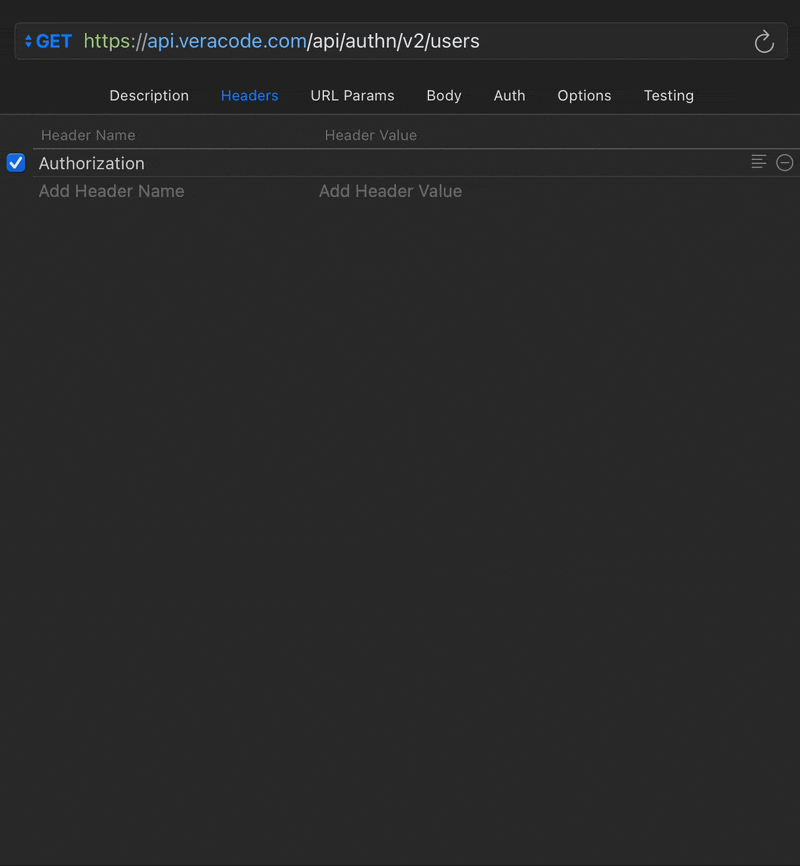 GET https://api.veracode.com/api/authn/v2/users
Description Headers URL Params Body Auth Options Testing
Header Name Header Value
Authorization
Add Header Name Add Header Value